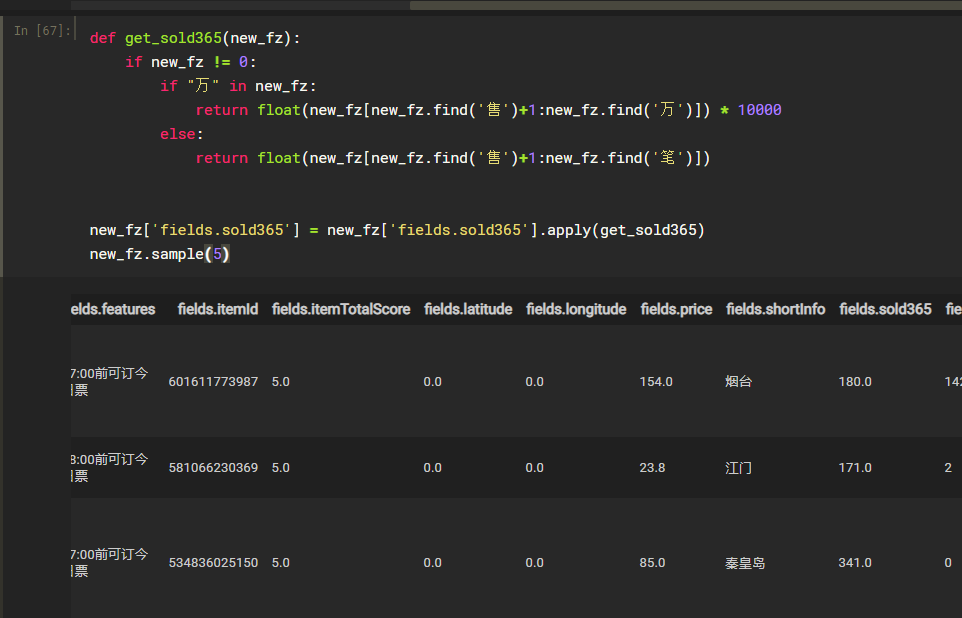 In [67]:
def get_sold365(new_fz):
if new_fz != 0:
if "万" in new_fz:
return float(new_fz[new_fz.find('售')+1:new_fz.find('万')]) * 10000
else:
return float(new_fz[new_fz.find('售')+1:new_fz.find('笔')])
new_fz['fields.sold365'] = new_fz['fields.sold365'].apply(get_sold365)
new_fz.sample(5)
elds.features fields.itemId fields.itemTotalScore fields.latitude fields.longitude fields.price fields.shortInfo fields.sold365 fie
7:00前可订今
票
601611773987 5.0 0.0 0.0 154.0 烟台 180.0 142
8:00前可订今
票
581066230369 5.0 0.0 0.0 23.8 江门 171.0 2
7:00前可订今
票
534836025150 5.0 0.0 0.0 85.0 秦皇岛 341.0 0